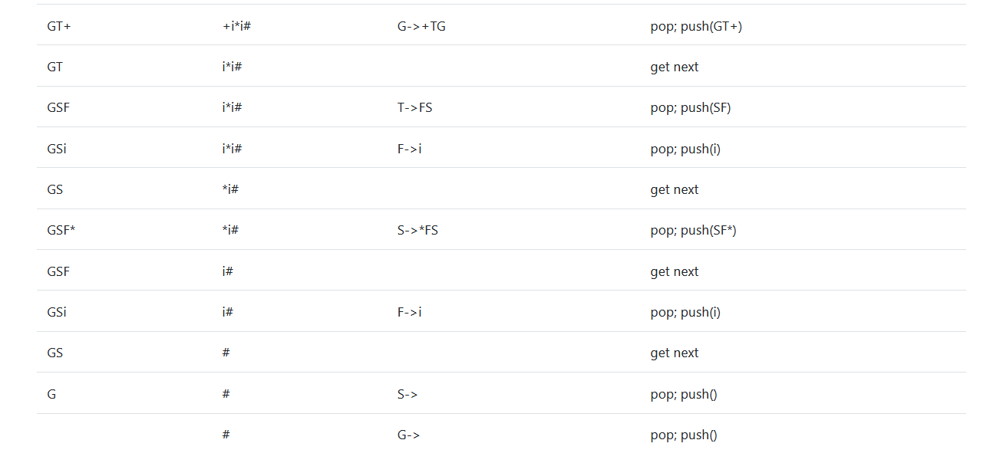 GT+ +i*i# G->+TG pop; push(GT+)
GT i*i# get next
GSF i*i# T->FS pop; push(SF)
GSi i*i# F->i pop; push(i)
GS *i# get next
GSF* *i# S->*FS pop; push(SF*)
GSF i# get next
GSi i# F->i pop; push(i)
GS # get next
G # S-> pop; push()
# G-> pop; push()